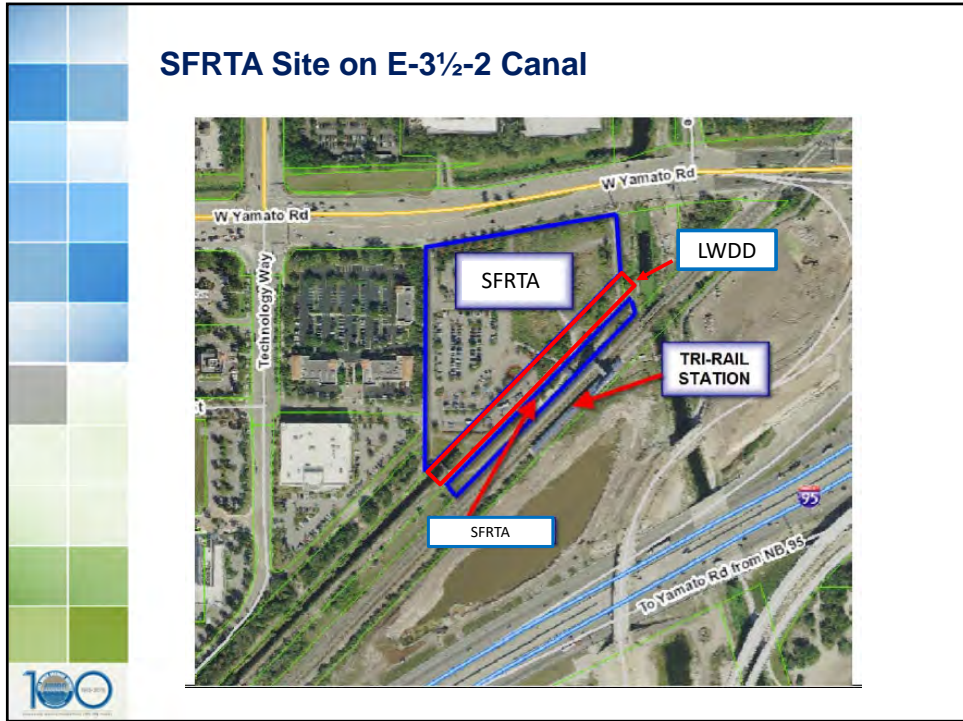 SFRTA Site on E-3½-2 Canal
W Yamato Rd
W Yamato Rd
Technology Way
SFRTA
LWDD
TRI-RAIL
STATION
SFRTA
95
To Yamato Rd from NB 95
100